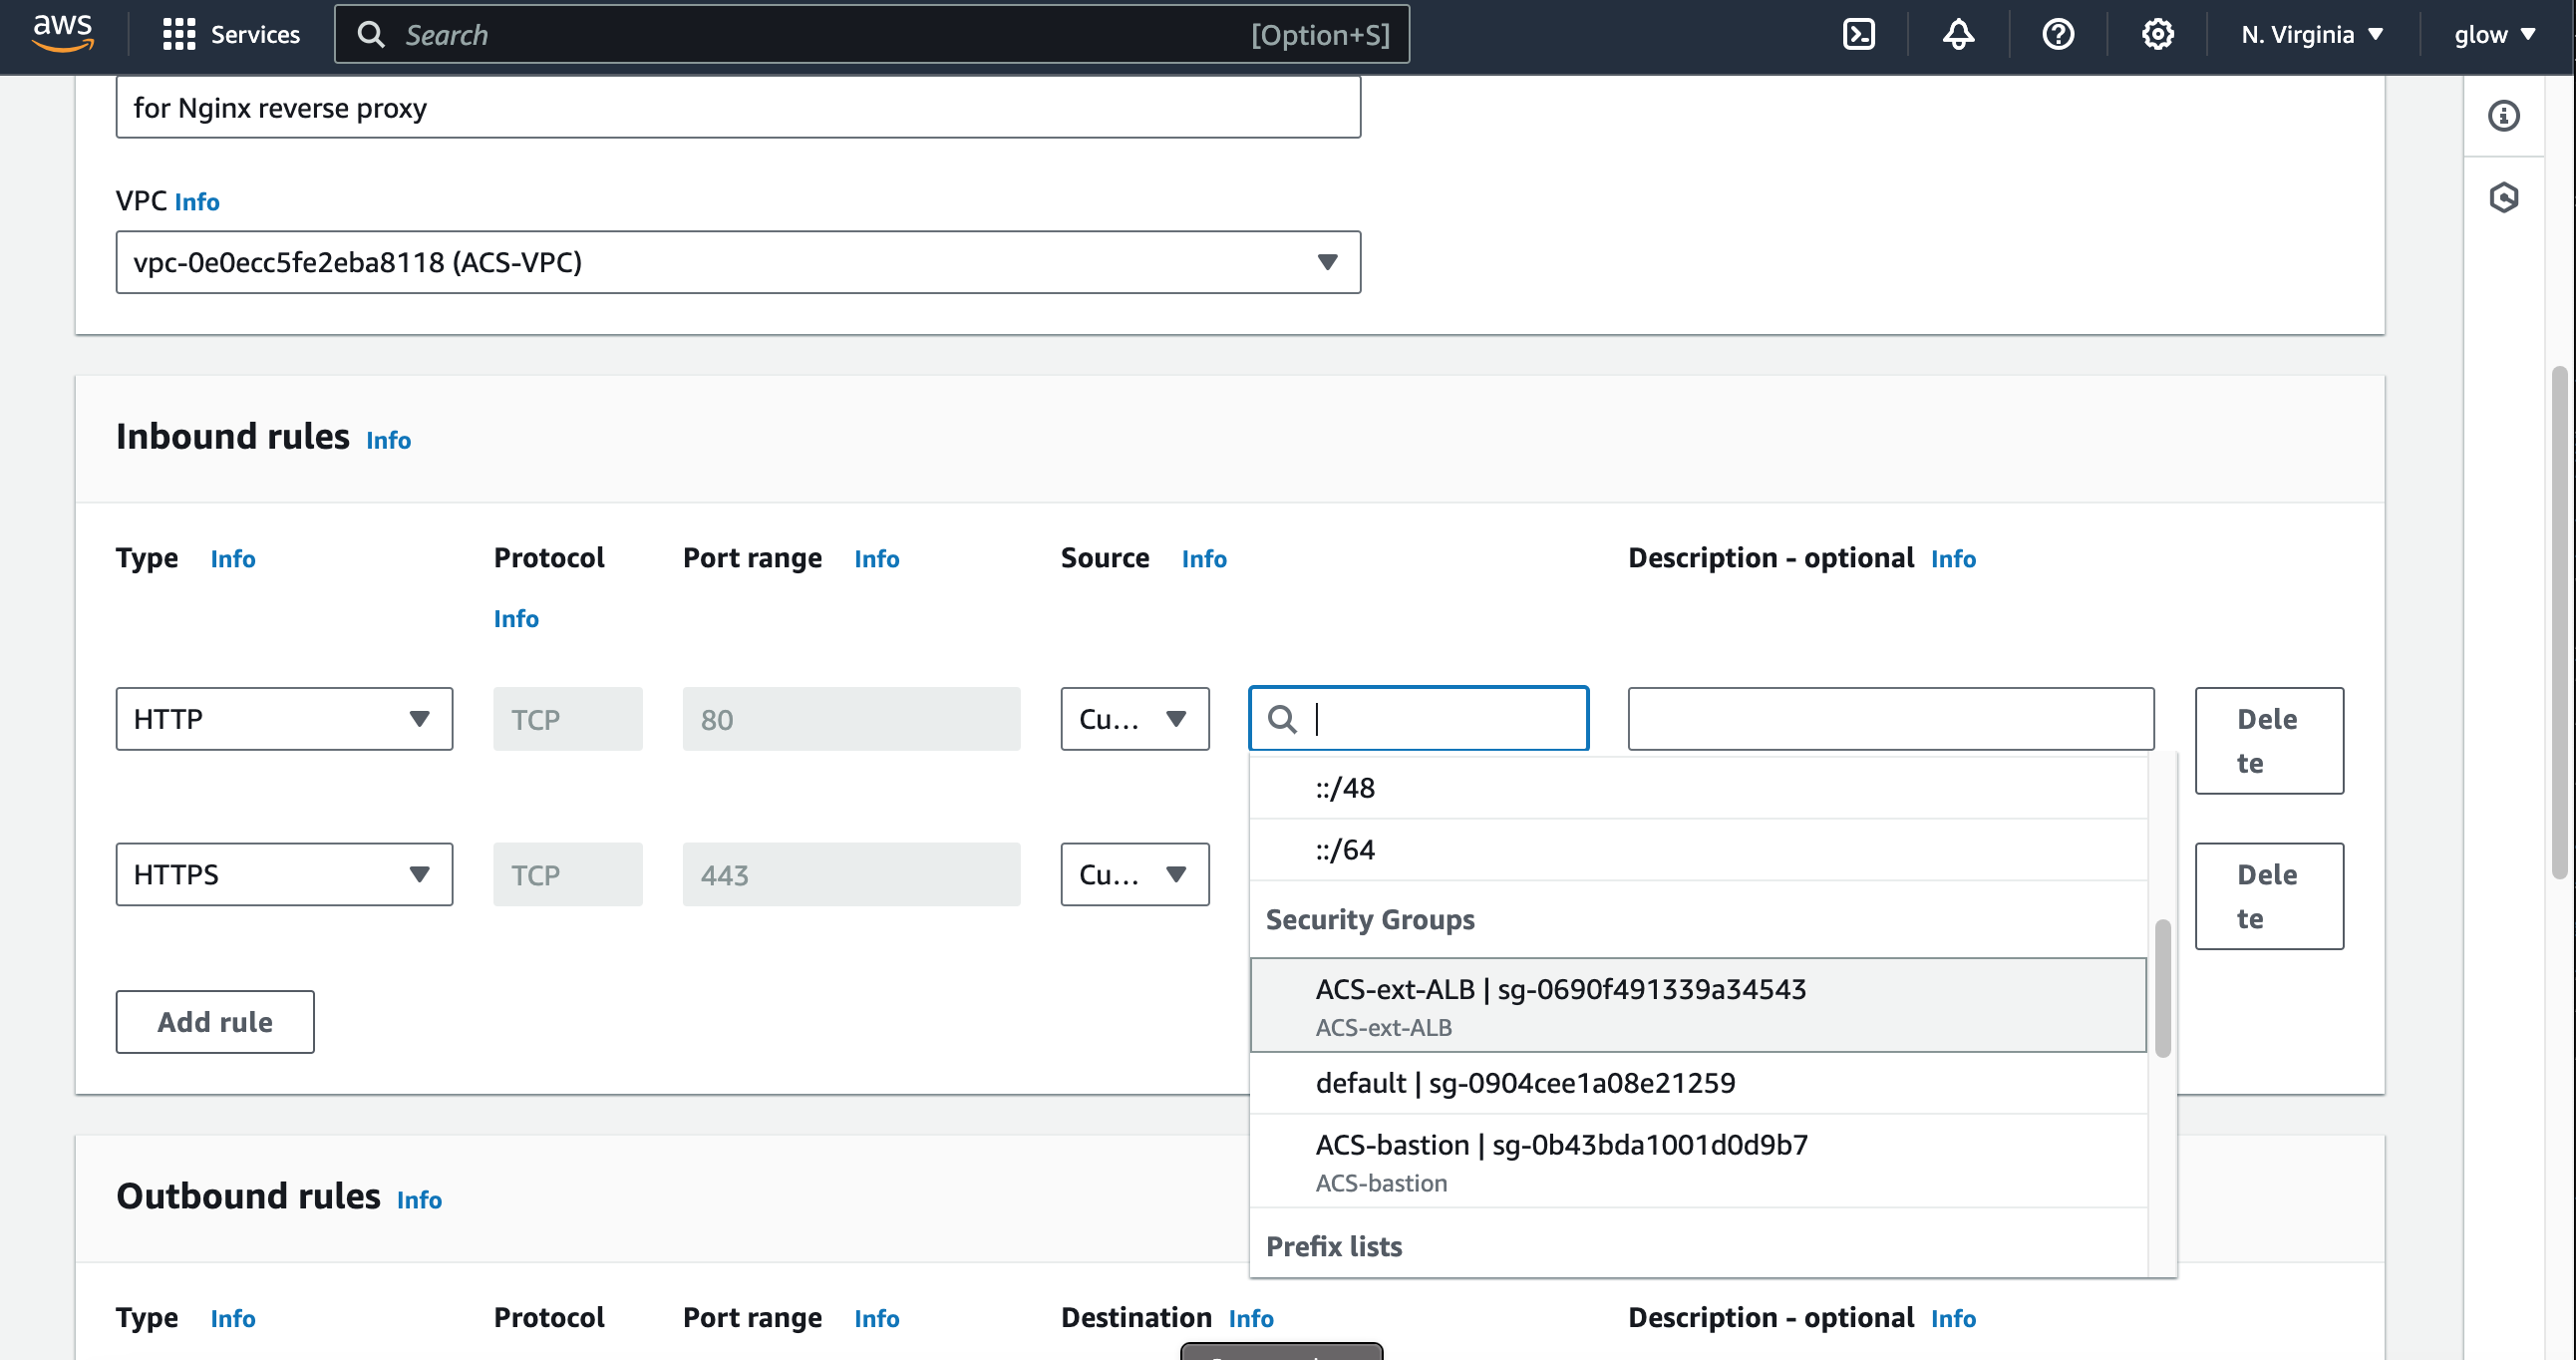 aws Services Search [Option+S] N. Virginia glow
for Nginx reverse proxy
VPC Info
vpc-0e0ecc5fe2eba8118 (ACS-VPC)
Inbound rules Info
Type Info Protocol Port range Info Source Info Description - optional Info
Info
HTTP TCP 80 Cu... Dele
te
::/48
::/64
HTTPS TCP 443 Cu... Dele
te
Security Groups
ACS-ext-ALB | sg-0690f491339a34543
ACS-ext-ALB
Add rule
default | sg-0904cee1a08e21259
ACS-bastion | sg-0b43bda1001d0d9b7
ACS-bastion
Prefix lists
Outbound rules Info
Type Info Protocol Port range Info Destination Info Description - optional Info